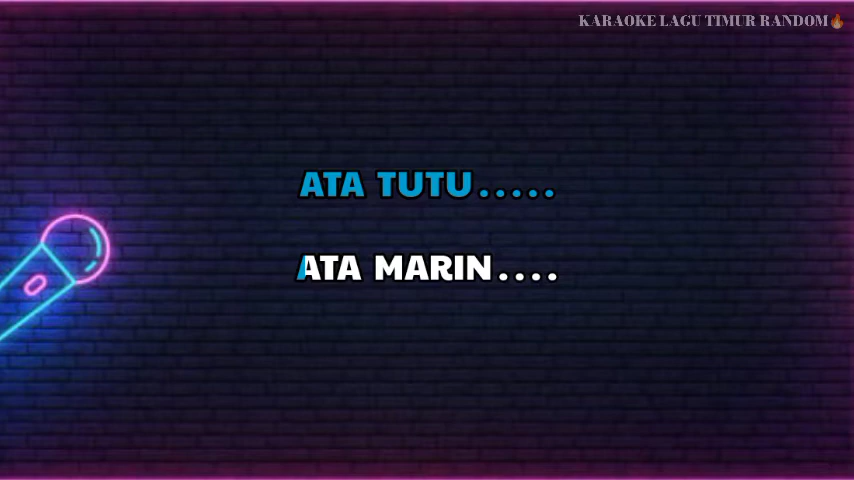 KARAOKE LAGU TIMUR RANDOM🔥
ATA TUTU.....
ATA MARIN....